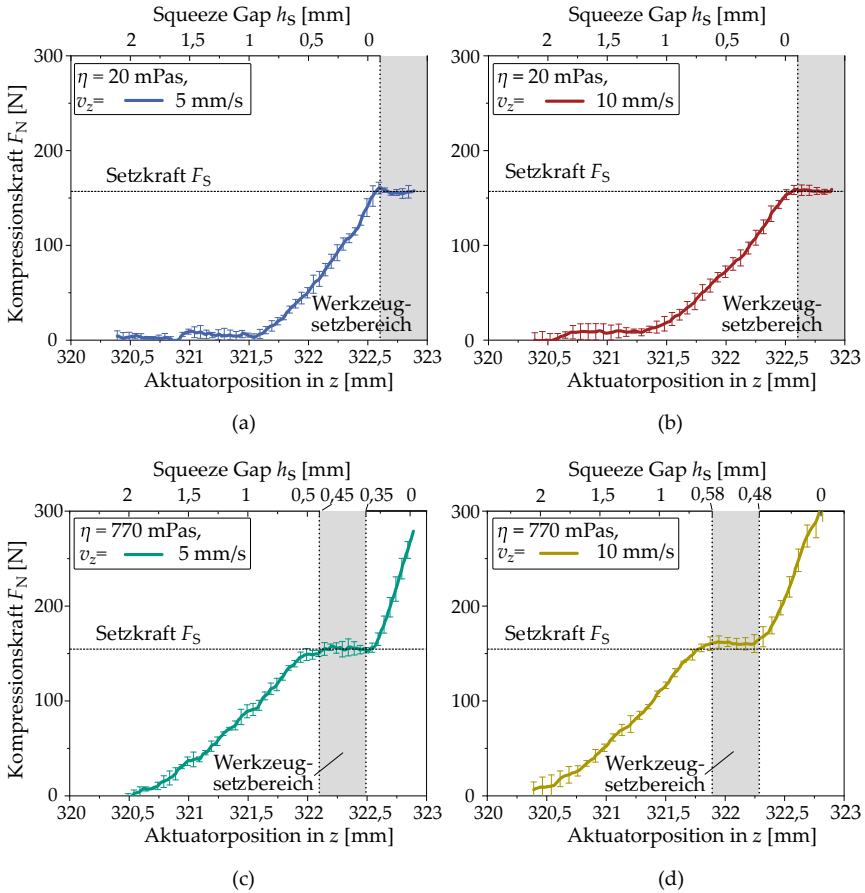 Squeeze Gap hS [mm]
2 1,5 1 0,5 0
300
200
100
0
Kompressionskraft FN [N]
η = 20 mPas,
vz= 5 mm/s
Setzkraft FS
Werkzeug-
setzbereich
320 320,5 321 321,5 322 322,5 323
Aktuatorposition in z [mm]
(a)
Squeeze Gap hS [mm]
2 1,5 1 0,5 0
300
200
100
0
η = 20 mPas,
vz= 10 mm/s
Setzkraft FS
Werkzeug-
setzbereich
320 320,5 321 321,5 322 322,5 323
Aktuatorposition in z [mm]
(b)
Squeeze Gap hS [mm]
2 1,5 1 0,5 0,45 0,35 0
300
200
100
0
Kompressionskraft FN [N]
η = 770 mPas,
vz= 5 mm/s
Setzkraft FS
Werkzeug-
setzbereich
320 320,5 321 321,5 322 322,5 323
Aktuatorposition in z [mm]
(c)
Squeeze Gap hS [mm]
2 1,5 1 0,58 0,48 0
300
200
100
0
η = 770 mPas,
vz= 10 mm/s
Setzkraft FS
Werkzeug-
setzbereich
320 320,5 321 321,5 322 322,5 323
Aktuatorposition in z [mm]
(d)